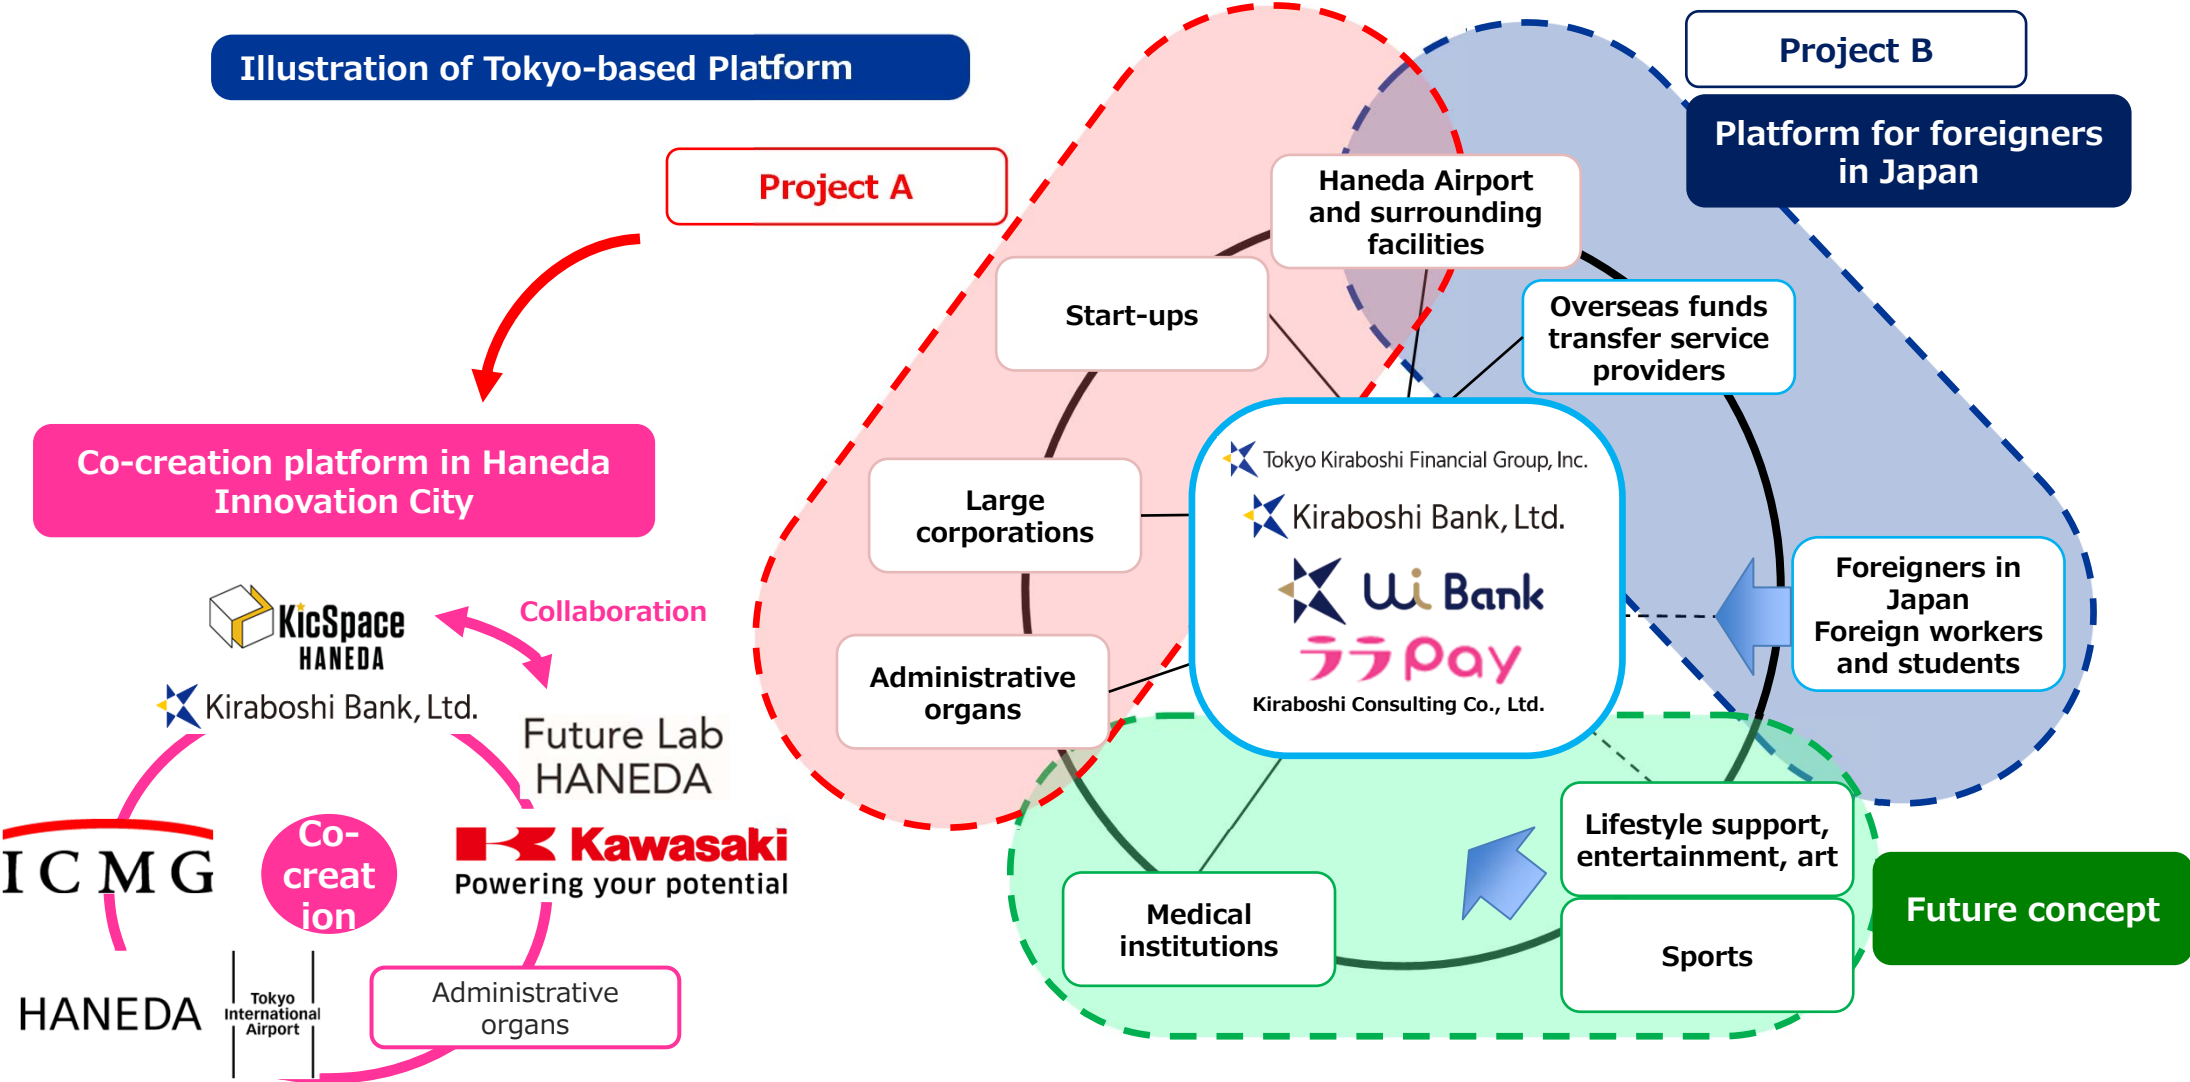 Illustration of Tokyo-based Platform
Project A
Project B
Platform for foreigners
in Japan
Haneda Airport
and surrounding
facilities
Start-ups
Overseas funds
transfer service
providers
Large
corporations
Administrative
organs
Tokyo Kiraboshi Financial Group, Inc.
Kiraboshi Bank, Ltd.
UI Bank
ララPay
Kiraboshi Consulting Co., Ltd.
Foreigners in
Japan
Foreign workers
and students
Lifestyle support,
entertainment, art
Sports
Medical
institutions
Future concept
Co-creation platform in Haneda
Innovation City
KicSpace
HANEDA
Collaboration
Kiraboshi Bank, Ltd.
Future Lab
HANEDA
ICMG
Co-
creat
ion
Kawasaki
Powering your potential
HANEDA
Tokyo
International
Airport
Administrative
organs